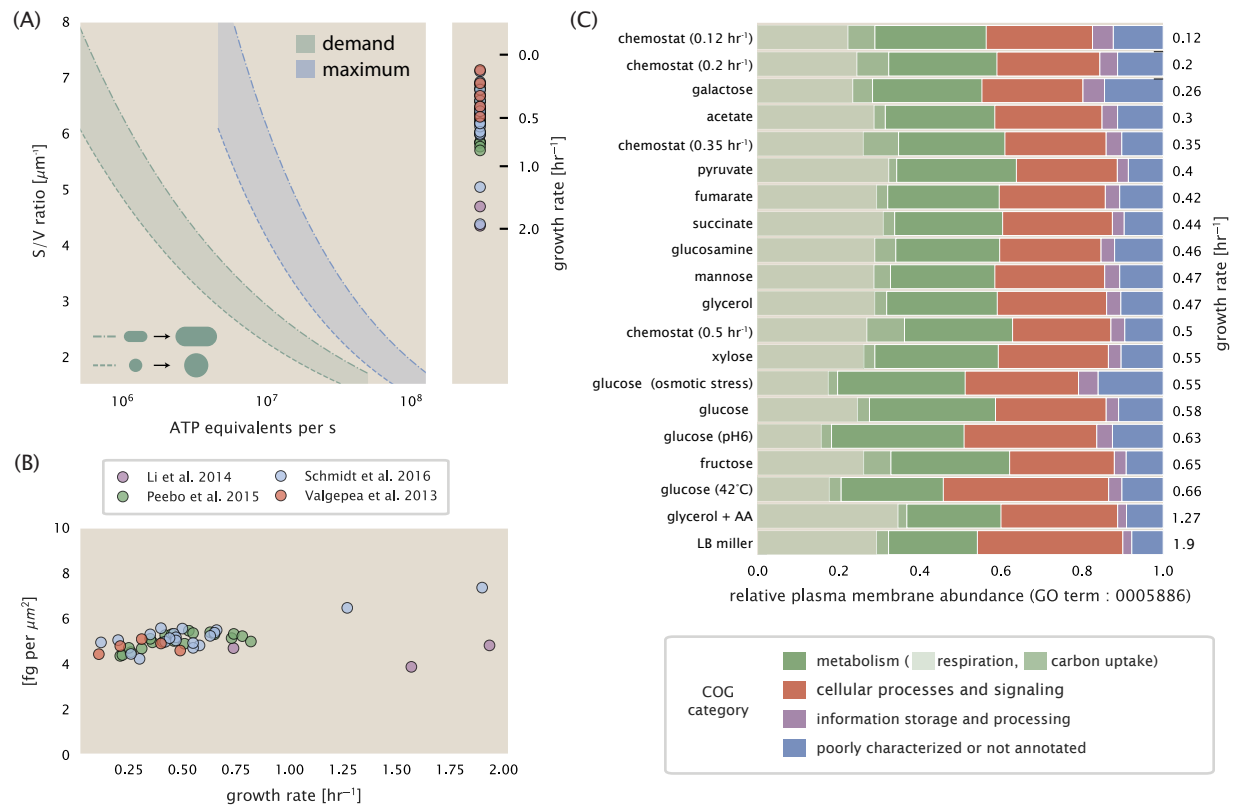 (A)
8
7
6
5
4
3
2
S/V ratio [μm⁻¹]
demand
maximum
10⁶
10⁷
10⁸
ATP equivalents per s
0.0
0.5
1.0
2.0
growth rate [hr⁻¹]
(B)
Li et al. 2014
Schmidt et al. 2016
Peebo et al. 2015
Valgepea et al. 2013
10
8
6
4
2
0
[fg per μm²]
0.25
0.50
0.75
1.00
1.25
1.50
1.75
2.00
growth rate [hr⁻¹]
(C)
chemostat (0.12 hr⁻¹) 0.12
chemostat (0.2 hr⁻¹) 0.2
galactose 0.26
acetate 0.3
chemostat (0.35 hr⁻¹) 0.35
pyruvate 0.4
fumarate 0.42
succinate 0.44
glucosamine 0.46
mannose 0.47
glycerol 0.47
chemostat (0.5 hr⁻¹) 0.5
xylose 0.55
glucose (osmotic stress) 0.55
glucose 0.58
glucose (pH6) 0.63
fructose 0.65
glucose (42°C) 0.66
glycerol + AA 1.27
LB miller 1.9
growth rate [hr⁻¹]
0.0
0.2
0.4
0.6
0.8
1.0
relative plasma membrane abundance (GO term : 0005886)
COG
category
metabolism ( respiration, carbon uptake)
cellular processes and signaling
information storage and processing
poorly characterized or not annotated